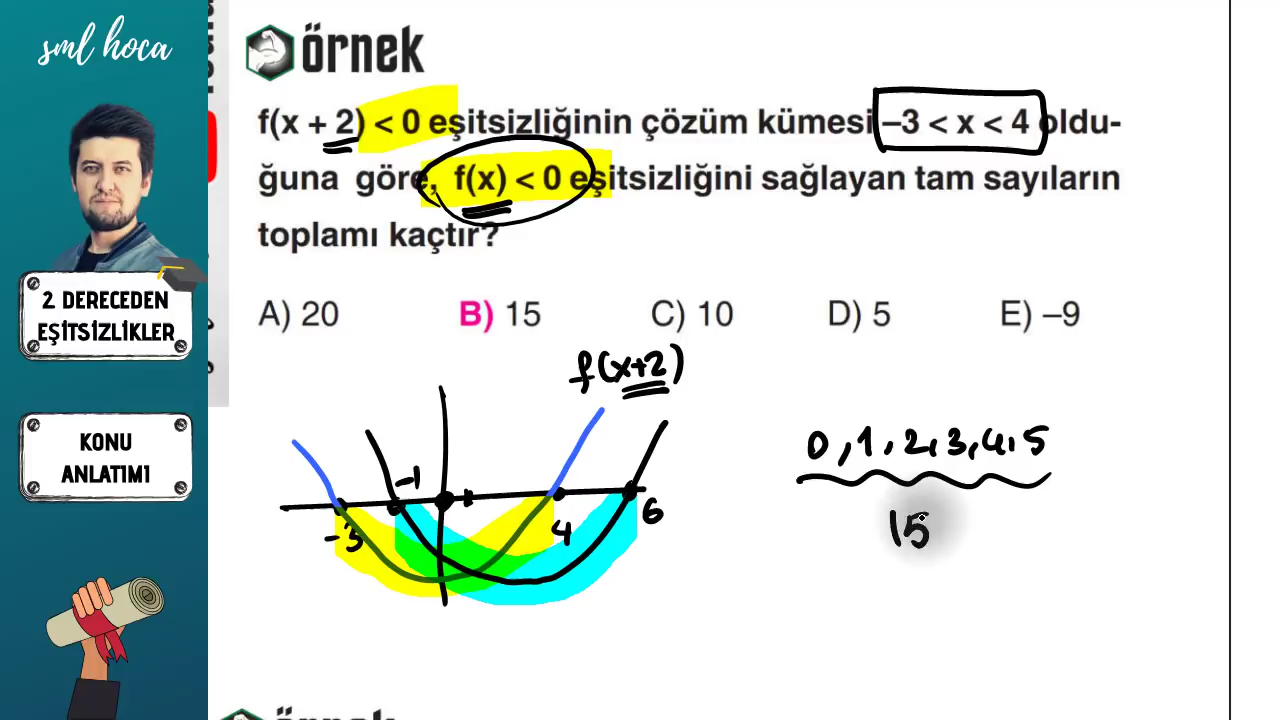 sml hoca
örnek
f(x + 2) < 0 eşitsizliğinin çözüm kümesi –3 < x < 4 oldu-
ğuna göre, f(x) < 0 eşitsizliğini sağlayan tam sayıların
toplamı kaçtır?
A) 20 B) 15 C) 10 D) 5 E) –9
2. DERECEDEN
EŞİTSİZLİKLER
KONU
ANLATIMI
f(x+2)
0, 1, 2, 3, 4, 5
15
-1
-3 4 6
örnek